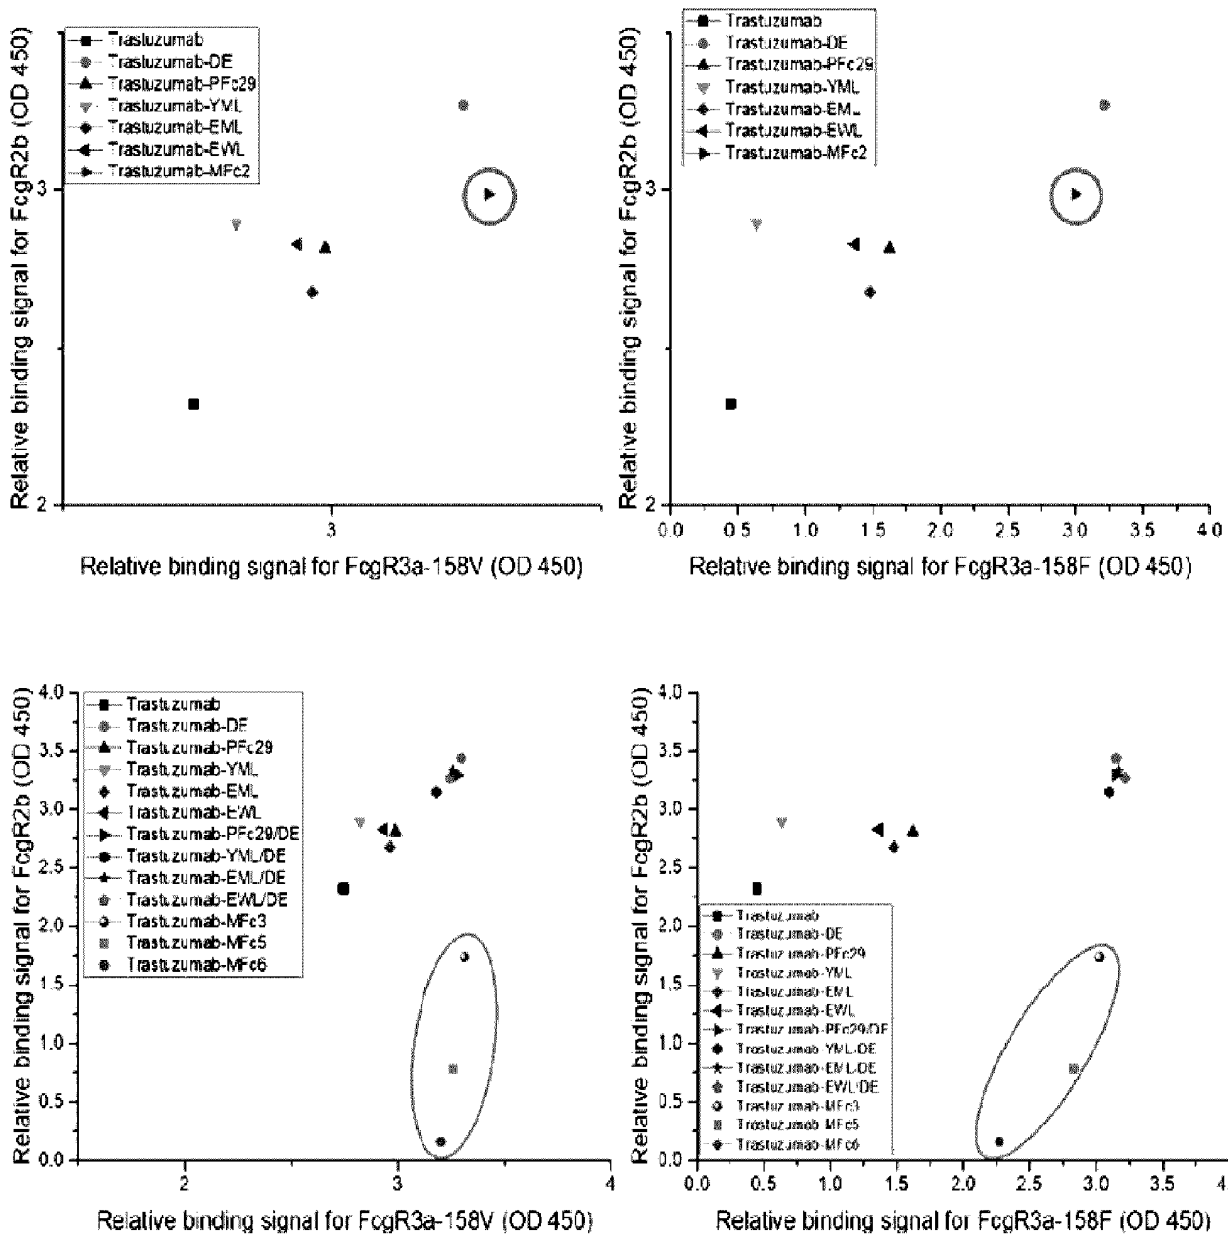 Relative binding signal for FcgR2b (OD 450)
Trastuzumab
Trastuzumab-DE
Trastuzumab-PFc29
Trastuzumab-YML
Trastuzumab-EML
Trastuzumab-EWL
Trastuzumab-MFc2
3
2
3
Relative binding signal for FcgR3a-158V (OD 450)
Relative binding signal for FcgR2b (OD 450)
Trastuzumab
Trastuzumab-DE
Trastuzumab-PFc29
Trastuzumab-YML
Trastuzumab-EML
Trastuzumab-EWL
Trastuzumab-MFc2
3
2
0.0 0.5 1.0 1.5 2.0 2.5 3.0 3.5 4.0
Relative binding signal for FcgR3a-158F (OD 450)
Relative binding signal for FcgR2b (OD 450)
4.0
3.5
3.0
2.5
2.0
1.5
1.0
0.5
0.0
Trastuzumab
Trastuzumab-DE
Trastuzumab-PFc29
Trastuzumab-YML
Trastuzumab-EML
Trastuzumab-EWL
Trastuzumab-PFc29/DE
Trastuzumab-YML/DE
Trastuzumab-EML/DE
Trastuzumab-EWL/DE
Trastuzumab-MFc3
Trastuzumab-MFc5
Trastuzumab-MFc6
2 3 4
Relative binding signal for FcgR3a-158V (OD 450)
Relative binding signal for FcgR2b (OD 450)
4.0
3.5
3.0
2.5
2.0
1.5
1.0
0.5
0.0
Trastuzumab
Trastuzumab-DE
Trastuzumab-PFc29
Trastuzumab-YML
Trastuzumab-EML
Trastuzumab-EWL
Trastuzumab-PFc29/DE
Trastuzumab-YML-DE
Trastuzumab-EML-DE
Trastuzumab-EWL/DE
Trastuzumab-MFc3
Trastuzumab-MFc5
Trastuzumab-MFc6
0.0 0.5 1.0 1.5 2.0 2.5 3.0 3.5 4
Relative binding signal for FcgR3a-158F (OD 450)